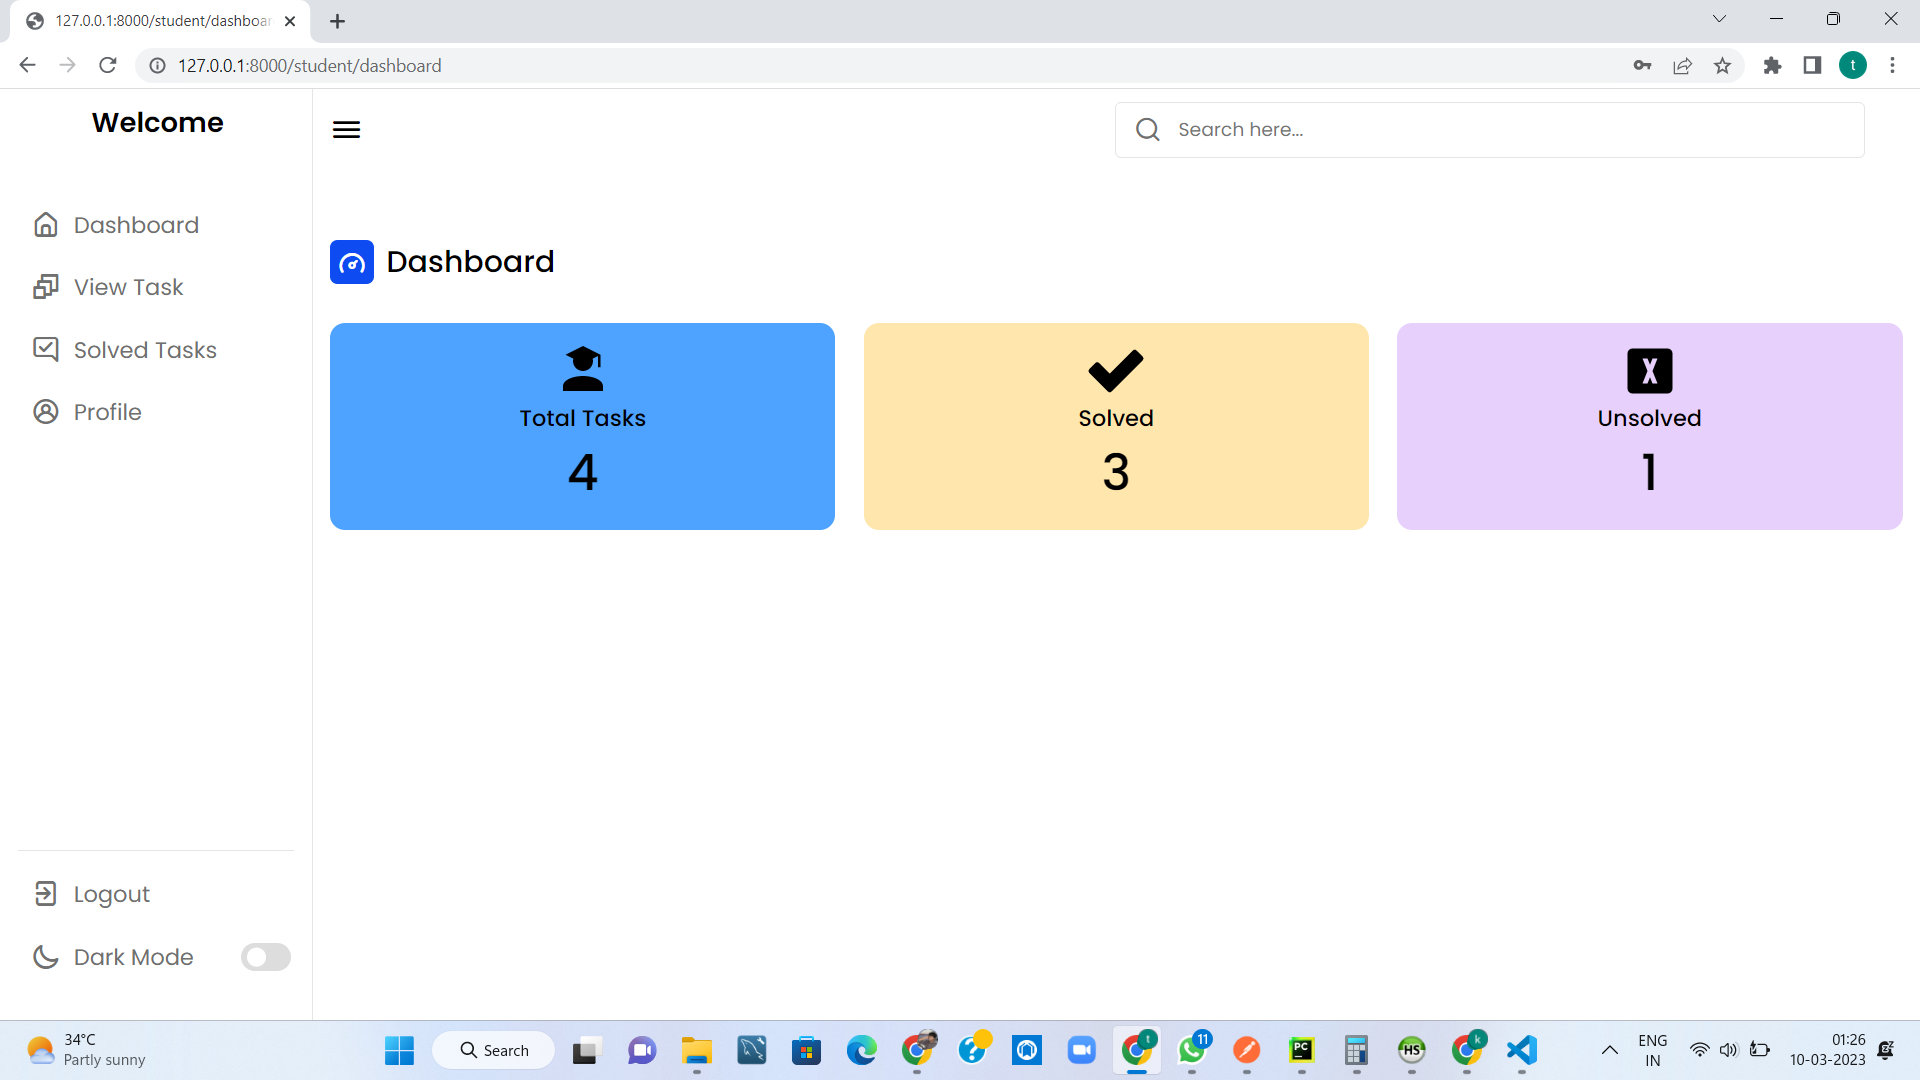 127.0.0.1:8000/student/dashboar
127.0.0.1:8000/student/dashboard
t
Welcome
Search here...
Dashboard
View Task
Solved Tasks
Profile
Dashboard
Total Tasks
4
Solved
3
X
Unsolved
1
Logout
Dark Mode
34°C
Partly sunny
Search
t
11
PC
HS
k
ENG
IN
01:26
10-03-2023